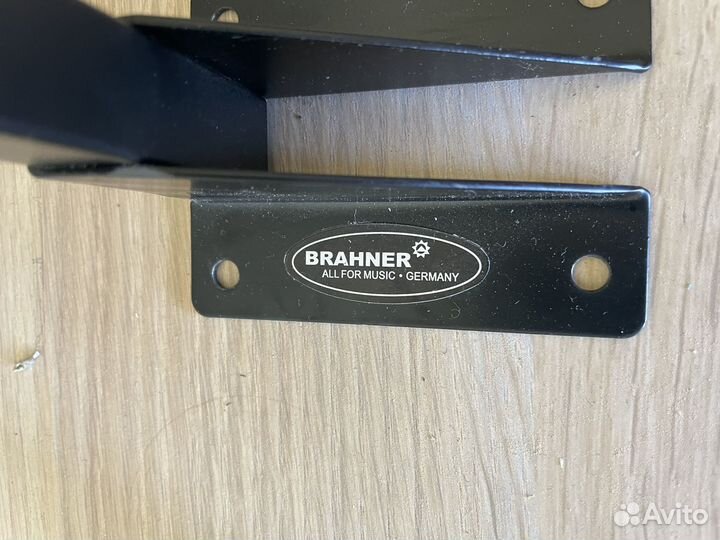 BRAHNER
ALL FOR MUSIC • GERMANY
Avito